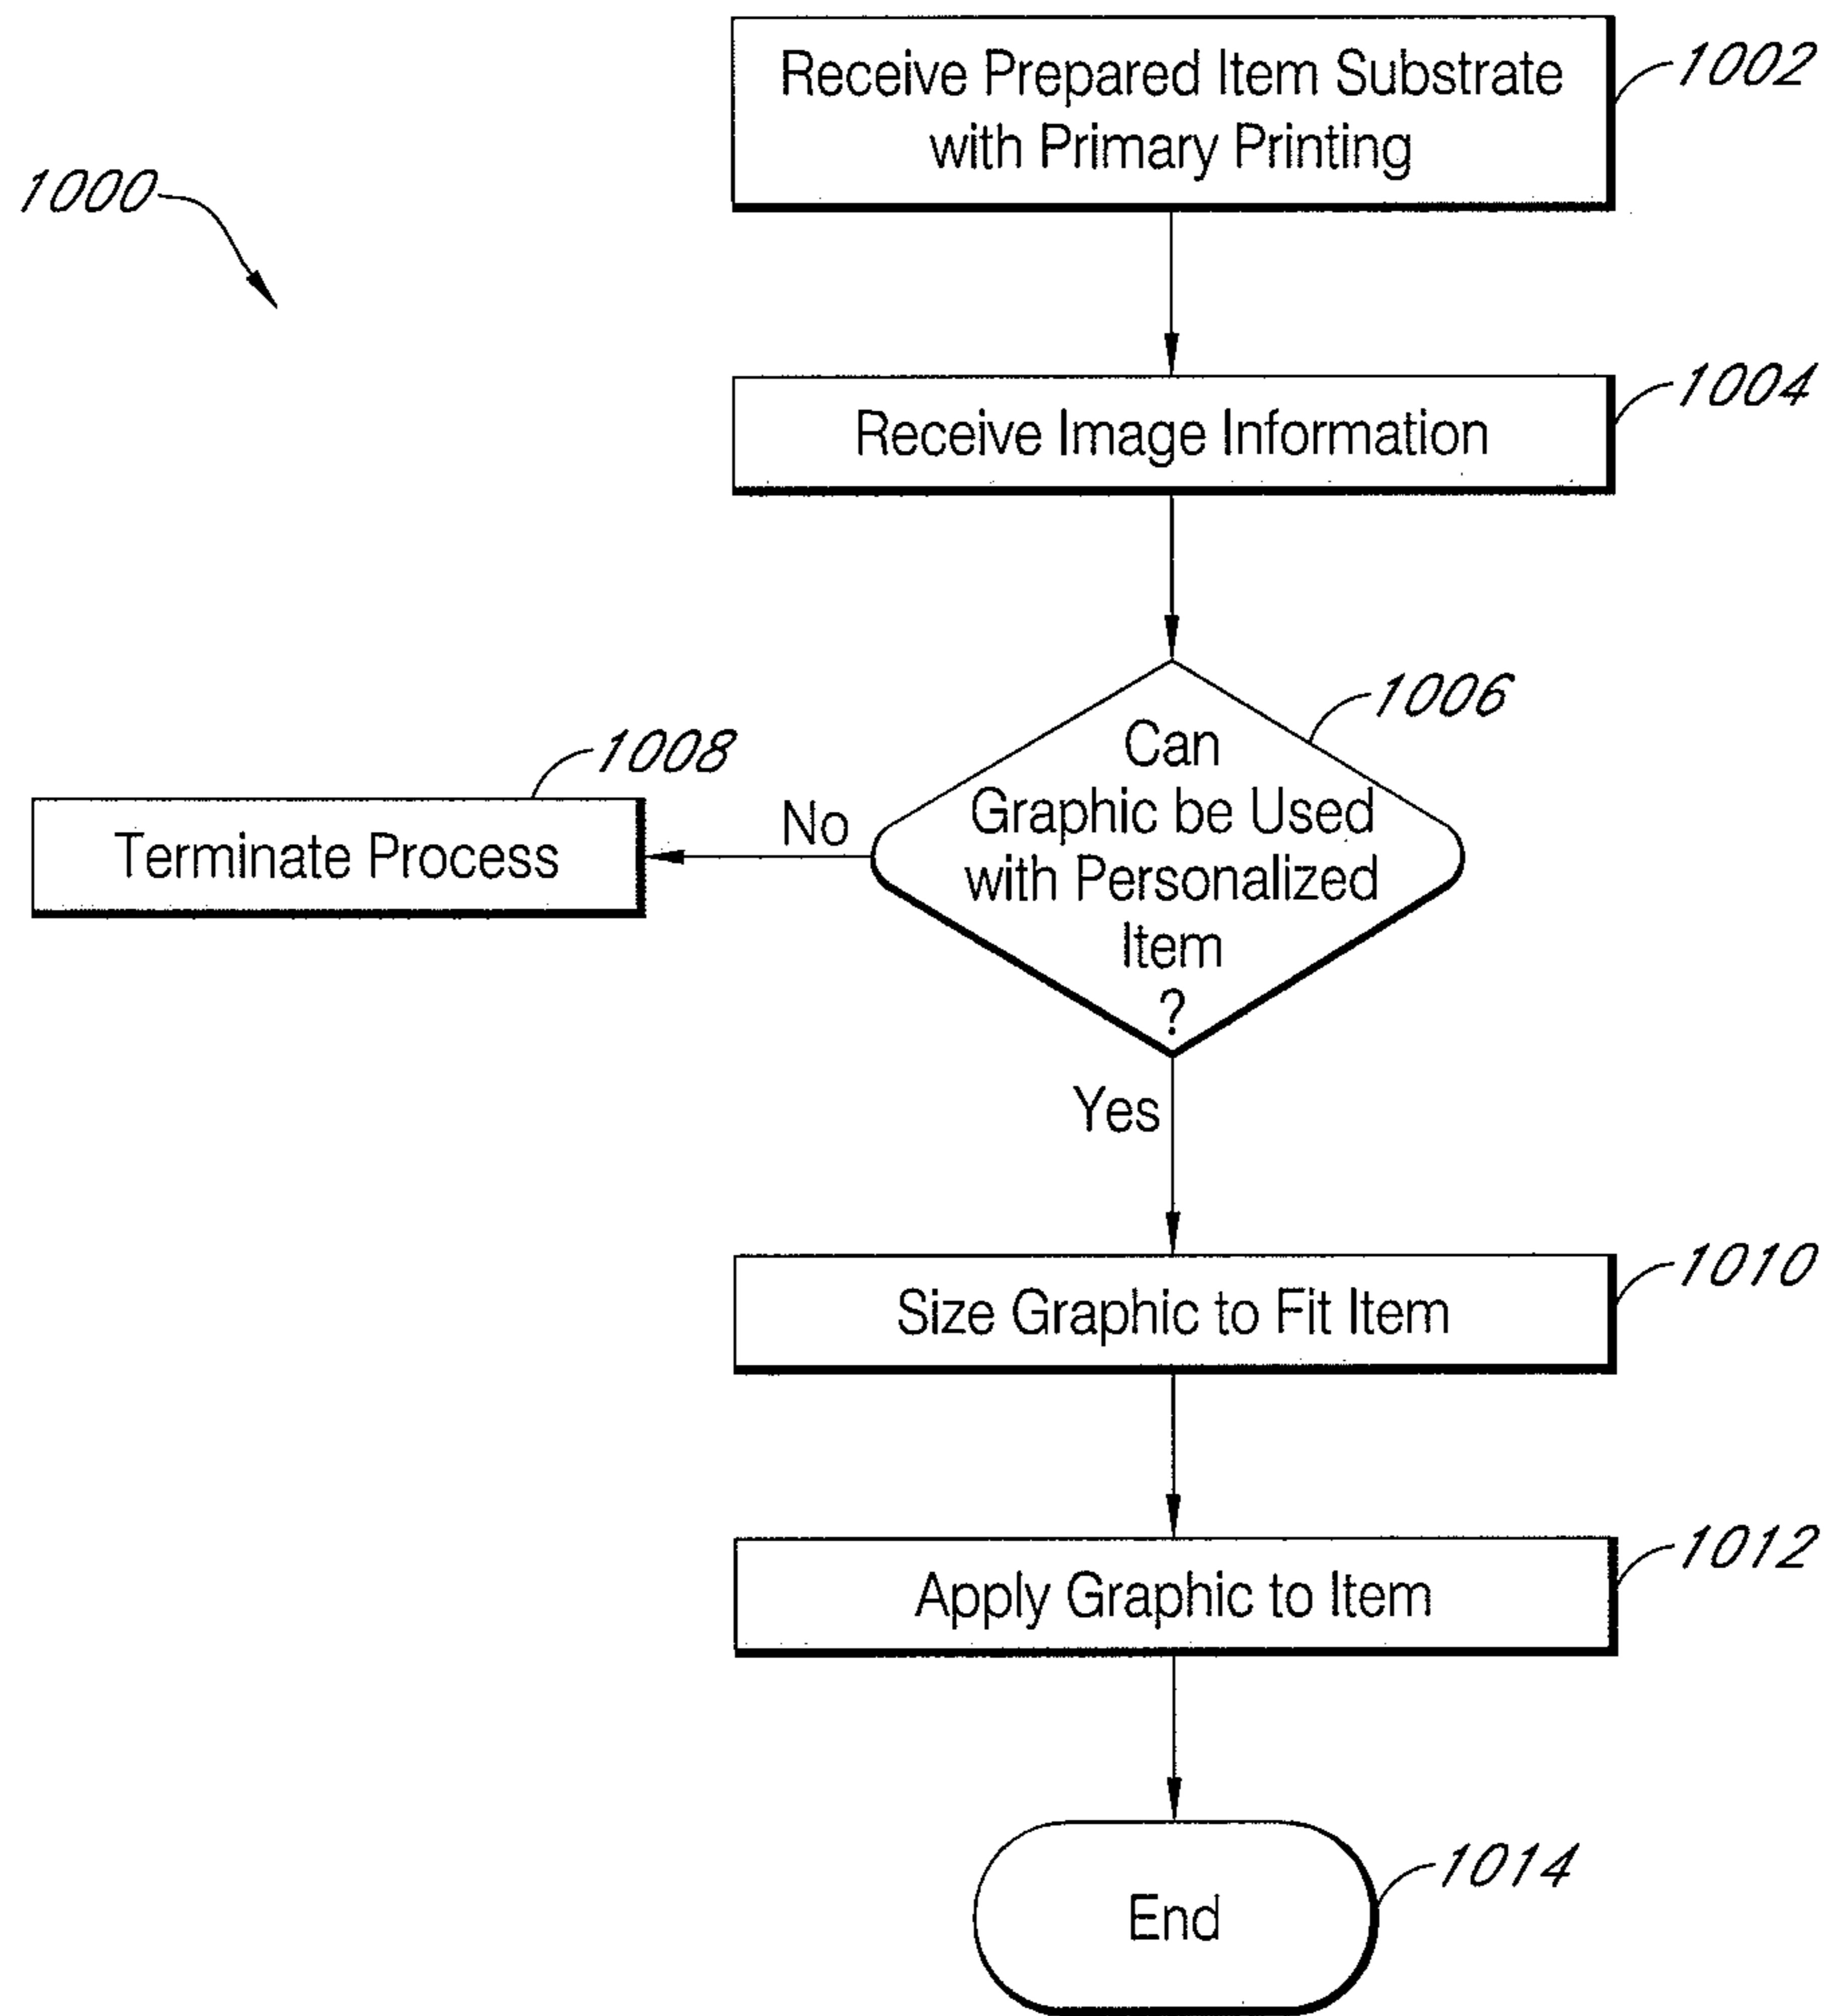 Receive Prepared Item Substrate
with Primary Printing
1002
1000
Receive Image Information
1004
Can
Graphic be Used
with Personalized
Item
?
1006
No
Terminate Process
1008
Yes
Size Graphic to Fit Item
1010
Apply Graphic to Item
1012
End
1014